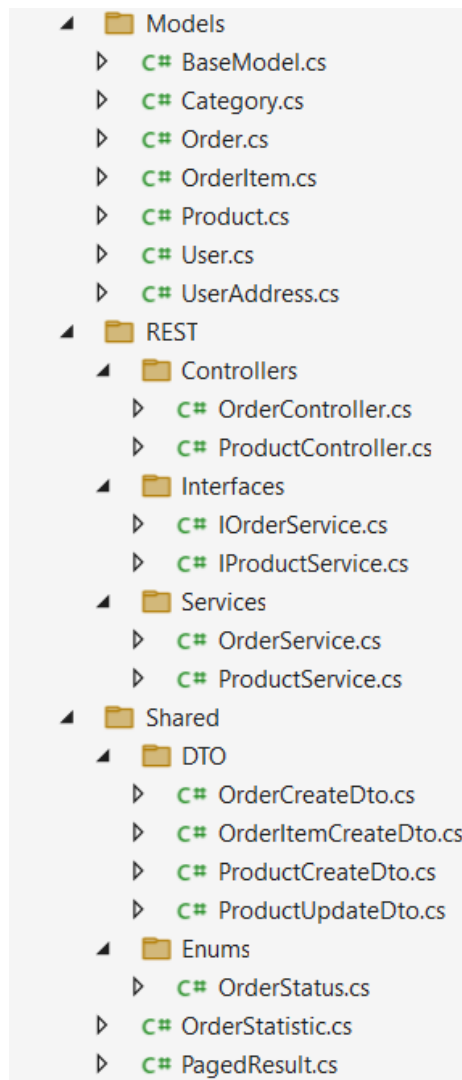 Models
C# BaseModel.cs
C# Category.cs
C# Order.cs
C# OrderItem.cs
C# Product.cs
C# User.cs
C# UserAddress.cs
REST
Controllers
C# OrderController.cs
C# ProductController.cs
Interfaces
C# IOrderService.cs
C# IProductService.cs
Services
C# OrderService.cs
C# ProductService.cs
Shared
DTO
C# OrderCreateDto.cs
C# OrderItemCreateDto.cs
C# ProductCreateDto.cs
C# ProductUpdateDto.cs
Enums
C# OrderStatus.cs
C# OrderStatistic.cs
C# PagedResult.cs